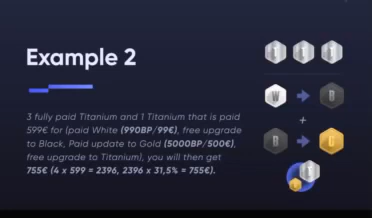 Example 2
3 fully paid Titanium and 1 Titanium that is paid
599€ for (paid White (990BP/99€), free upgrade
to Black, Paid update to Gold (5000BP/500€),
free upgrade to Titanium), you will then get
755€ (4 x 599 = 2396, 2396 x 31,5% = 755€).
T T T
W B
+
B G
T
G